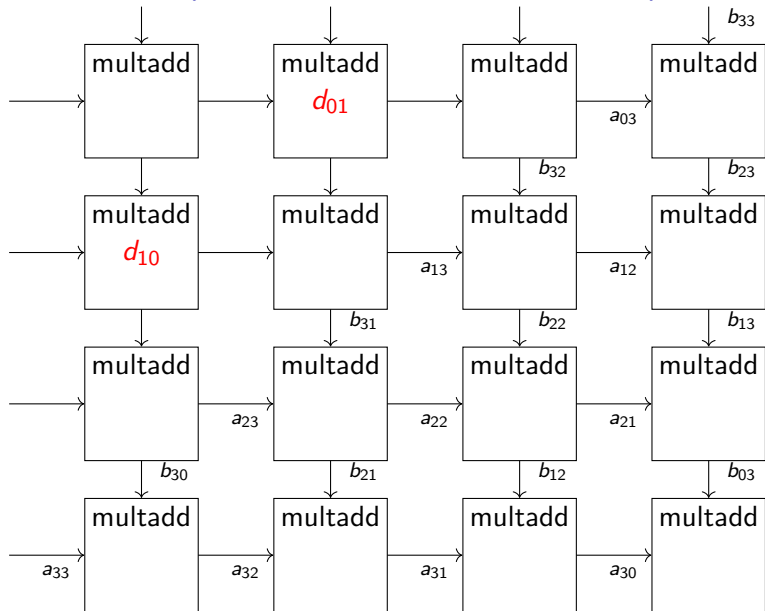 b₃₃
multadd multadd multadd multadd
d₀₁
a₀₃
b₃₂ b₂₃
multadd multadd multadd multadd
d₁₀
a₁₃ a₁₂
b₃₁ b₂₂ b₁₃
multadd multadd multadd multadd
a₂₃ a₂₂ a₂₁
b₃₀ b₂₁ b₁₂ b₀₃
multadd multadd multadd multadd
a₃₃ a₃₂ a₃₁ a₃₀